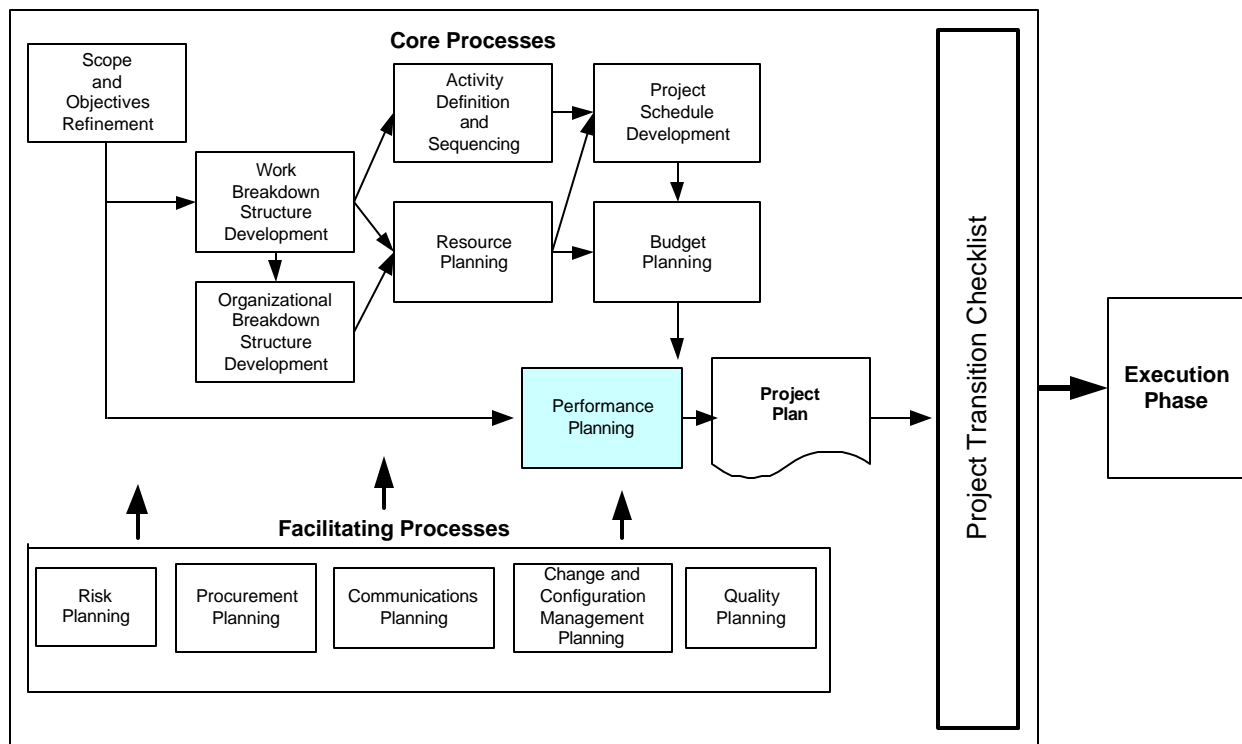 Core Processes
Scope
and
Objectives
Refinement
Activity
Definition
and
Sequencing
Project
Schedule
Development
Work
Breakdown
Structure
Development
Resource
Planning
Budget
Planning
Organizational
Breakdown
Structure
Development
Performance
Planning
Project
Plan
Project Transition Checklist
Execution
Phase
Facilitating Processes
Risk
Planning
Procurement
Planning
Communications
Planning
Change and
Configuration
Management
Planning
Quality
Planning